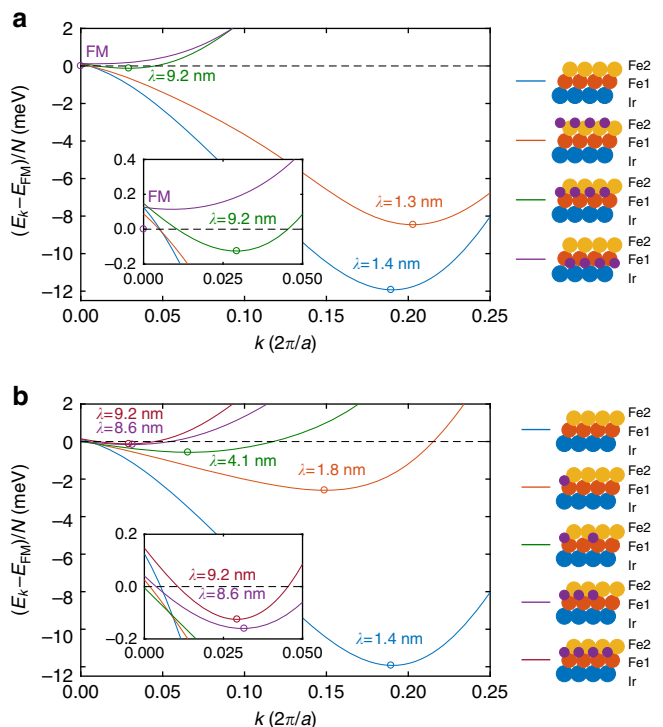 a
2
0
−2
−4
−6
−8
−10
−12
(E_k−E_FM)/N (meV)
FM
λ=9.2 nm
λ=1.3 nm
λ=1.4 nm
0.4
0.2
0.0
−0.2
FM
λ=9.2 nm
0.000
0.025
0.050
0.00
0.05
0.10
0.15
0.20
0.25
k (2π/a)
Fe2
Fe1
Ir
Fe2
Fe1
Ir
Fe2
Fe1
Ir
Fe2
Fe1
Ir
b
2
0
−2
−4
−6
−8
−10
−12
(E_k−E_FM)/N (meV)
λ=9.2 nm
λ=8.6 nm
λ=4.1 nm
λ=1.8 nm
λ=1.4 nm
0.2
0.0
−0.2
λ=9.2 nm
λ=8.6 nm
0.000
0.025
0.050
0.00
0.05
0.10
0.15
0.20
0.25
k (2π/a)
Fe2
Fe1
Ir
Fe2
Fe1
Ir
Fe2
Fe1
Ir
Fe2
Fe1
Ir
Fe2
Fe1
Ir